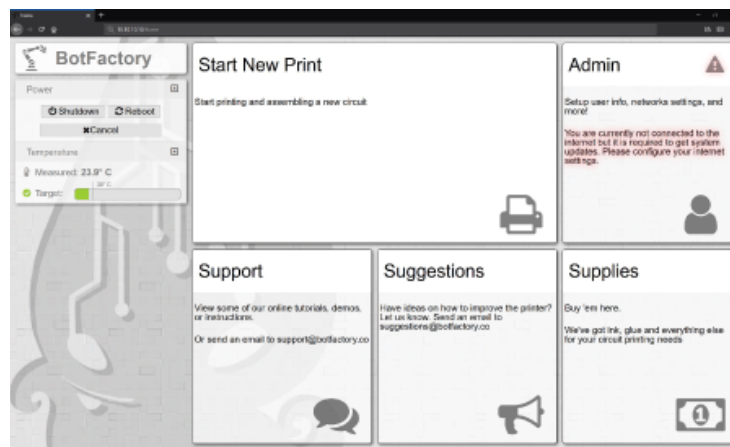 BotFactory
Power
Shutdown
Reboot
Cancel
Temperature
Measured: 23.9° C
Target:
Start New Print
Start printing and assembling a new circuit
Admin
Setup user info, networks settings, and
more!
You are currently not connected to the
internet but it is required to get system
updates. Please configure your internet
settings.
Support
View some of our online tutorials, demos,
or instructions.
Or send an email to support@botfactory.co
Suggestions
Have ideas on how to improve the printer?
Let us know. Send an email to
suggestions@botfactory.co
Supplies
Buy 'em here.
We've got ink, glue and everything else
for your circuit printing needs
1